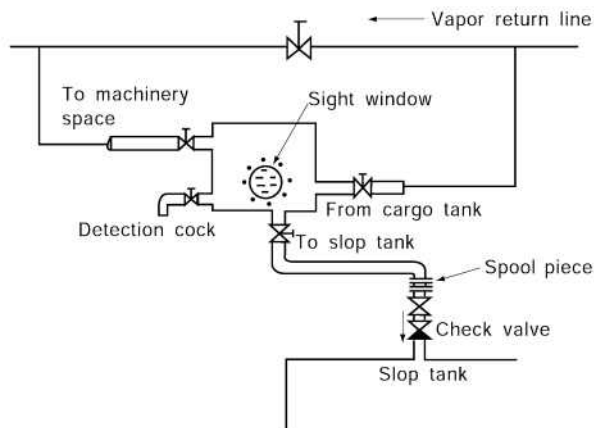 Vapor return line
To machinery
space
Sight window
From cargo tank
Detection cock
To slop tank
Spool piece
Check valve
Slop tank